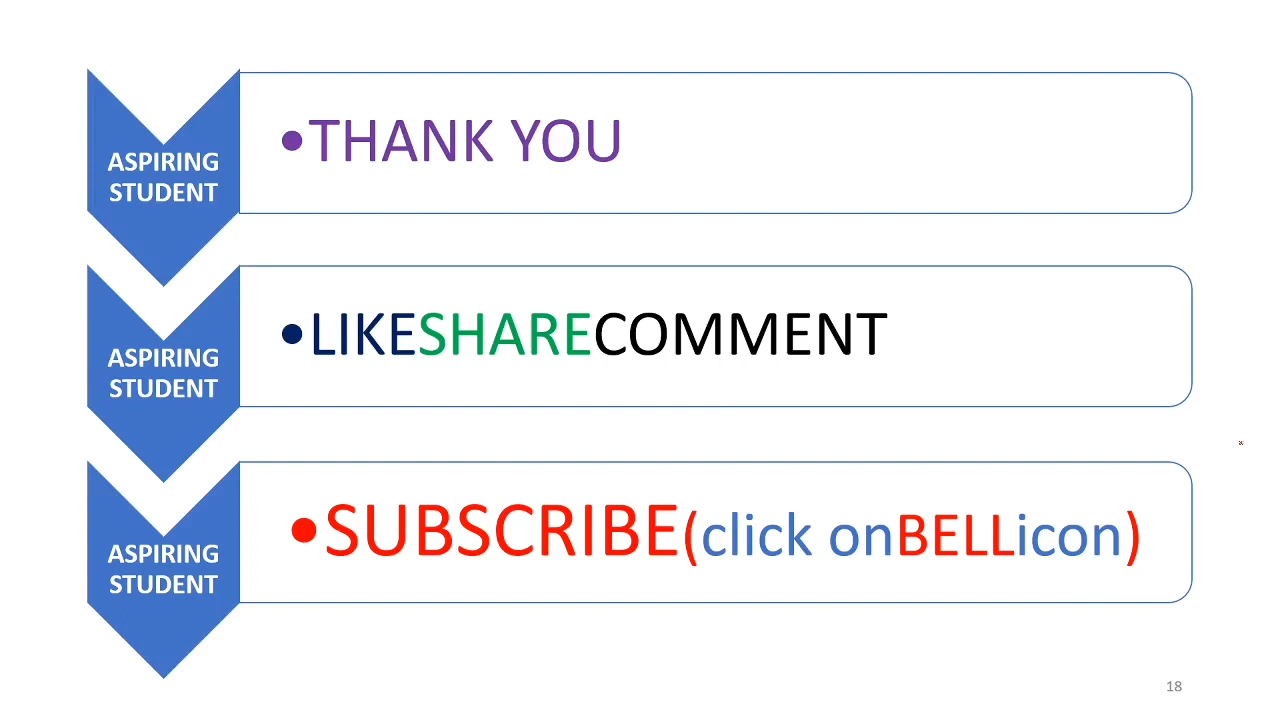 ASPIRING
STUDENT
•THANK YOU
ASPIRING
STUDENT
•LIKESHARECOMMENT
ASPIRING
STUDENT
•SUBSCRIBE(click onBELLicon)
18